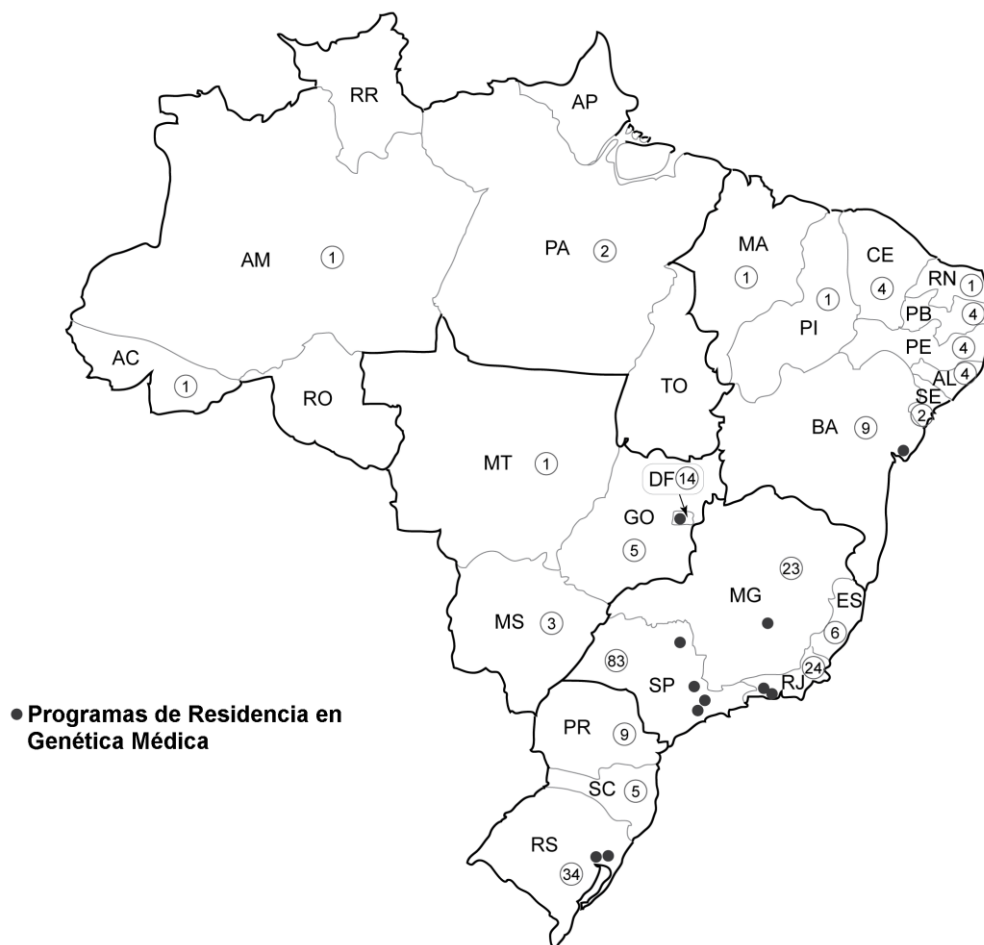 RR
AP
AM
1
PA
2
MA
1
CE
4
RN
1
PI
1
PB
4
PE
4
AL
4
SE
2
AC
1
RO
TO
BA
9
MT
1
DF
14
GO
5
23
MG
ES
6
MS
3
83
SP
RJ
24
PR
9
SC
5
RS
34
Programas de Residencia en
Genética Médica